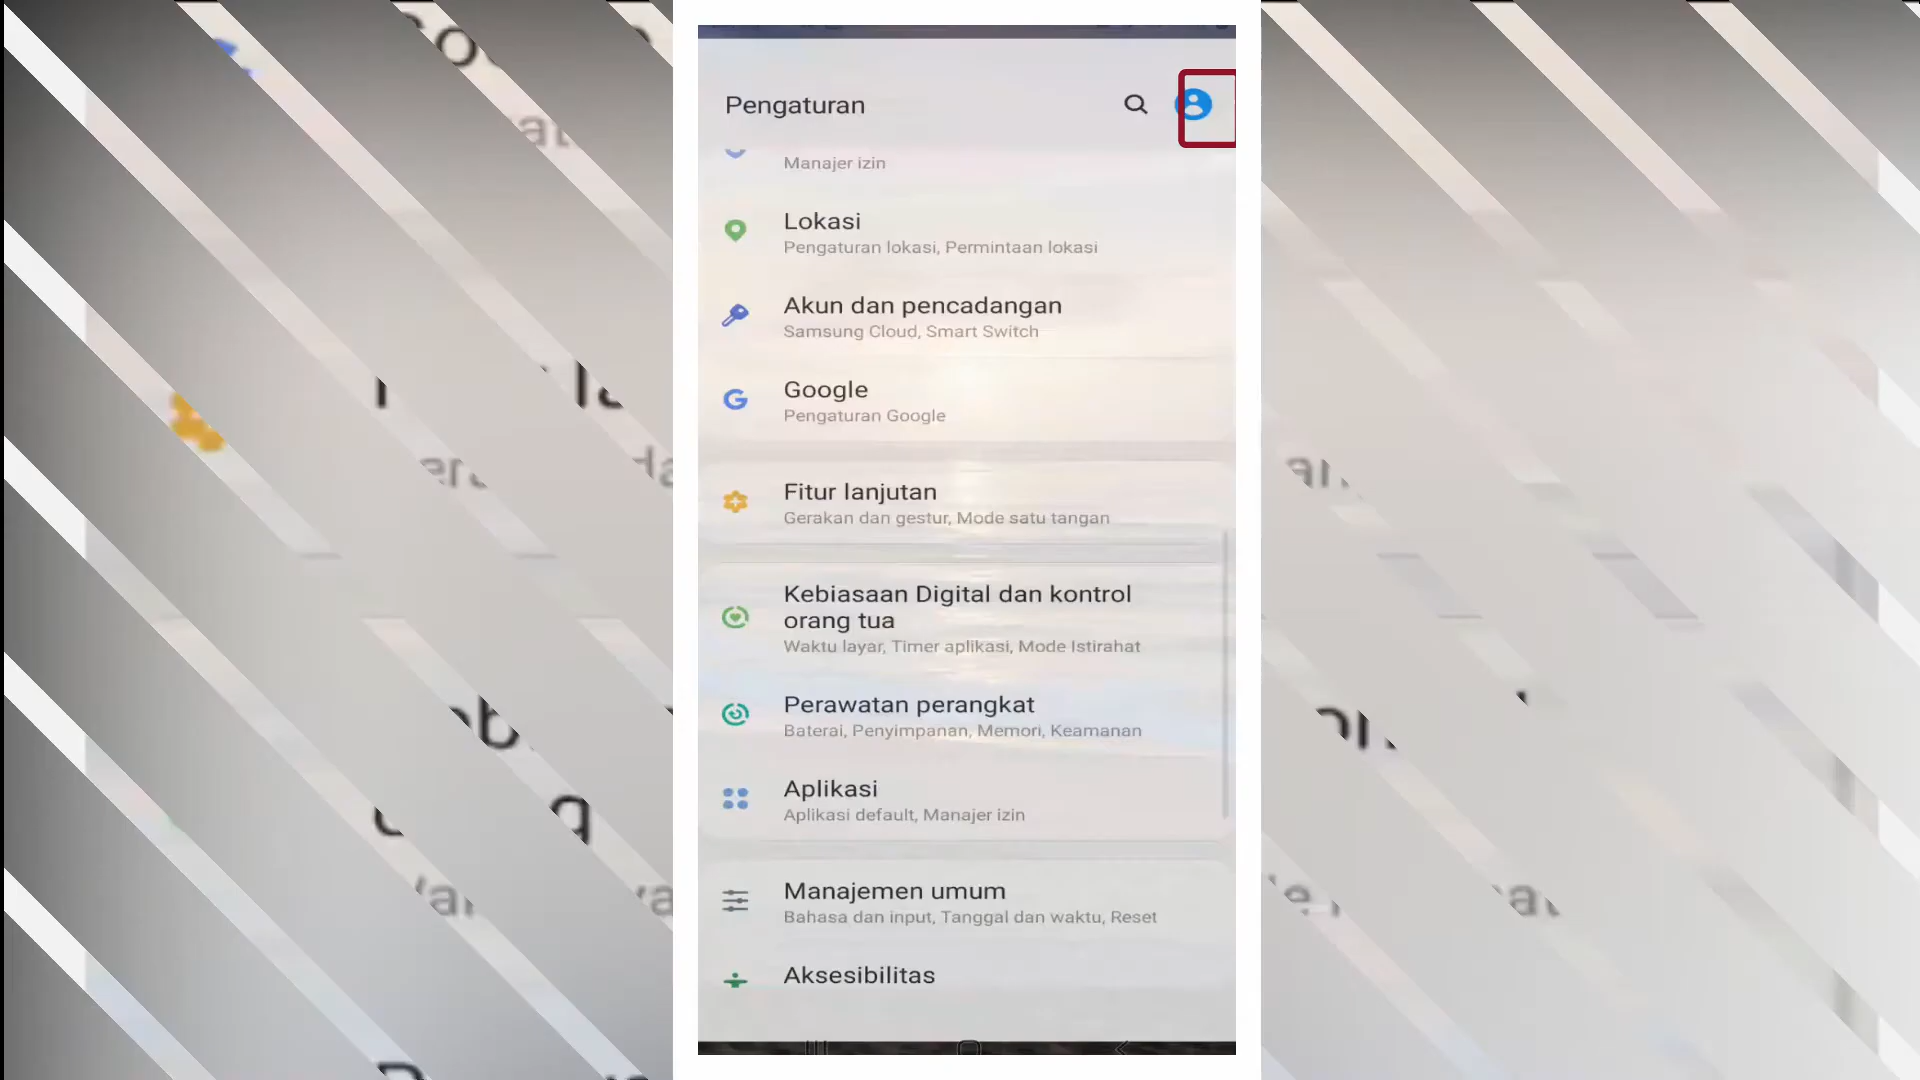 Pengaturan
Manajer izin
Lokasi
Pengaturan lokasi, Permintaan lokasi
Akun dan pencadangan
Samsung Cloud, Smart Switch
Google
Pengaturan Google
Fitur lanjutan
Gerakan dan gestur, Mode satu tangan
Kebiasaan Digital dan kontrol
orang tua
Waktu layar, Timer aplikasi, Mode Istirahat
Perawatan perangkat
Baterai, Penyimpanan, Memori, Keamanan
Aplikasi
Aplikasi default, Manajer izin
Manajemen umum
Bahasa dan input, Tanggal dan waktu, Reset
Aksesibilitas